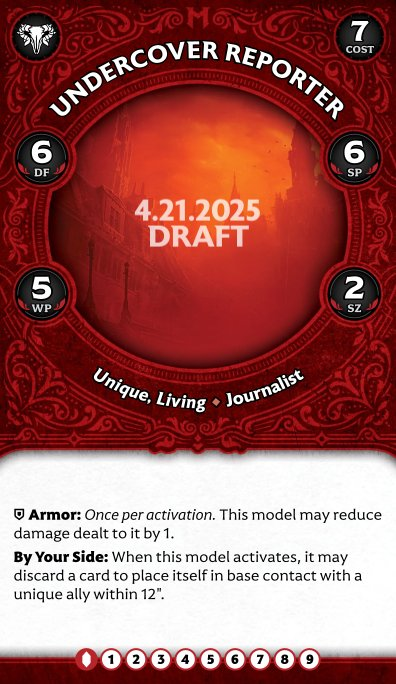 7
COST
UNDERCOVER REPORTER
6
DF
6
SP
4.21.2025
DRAFT
5
WP
2
SZ
Unique, Living ◆ Journalist
Armor: Once per activation. This model may reduce
damage dealt to it by 1.
By Your Side: When this model activates, it may
discard a card to place itself in base contact with a
unique ally within 12".
1 2 3 4 5 6 7 8 9